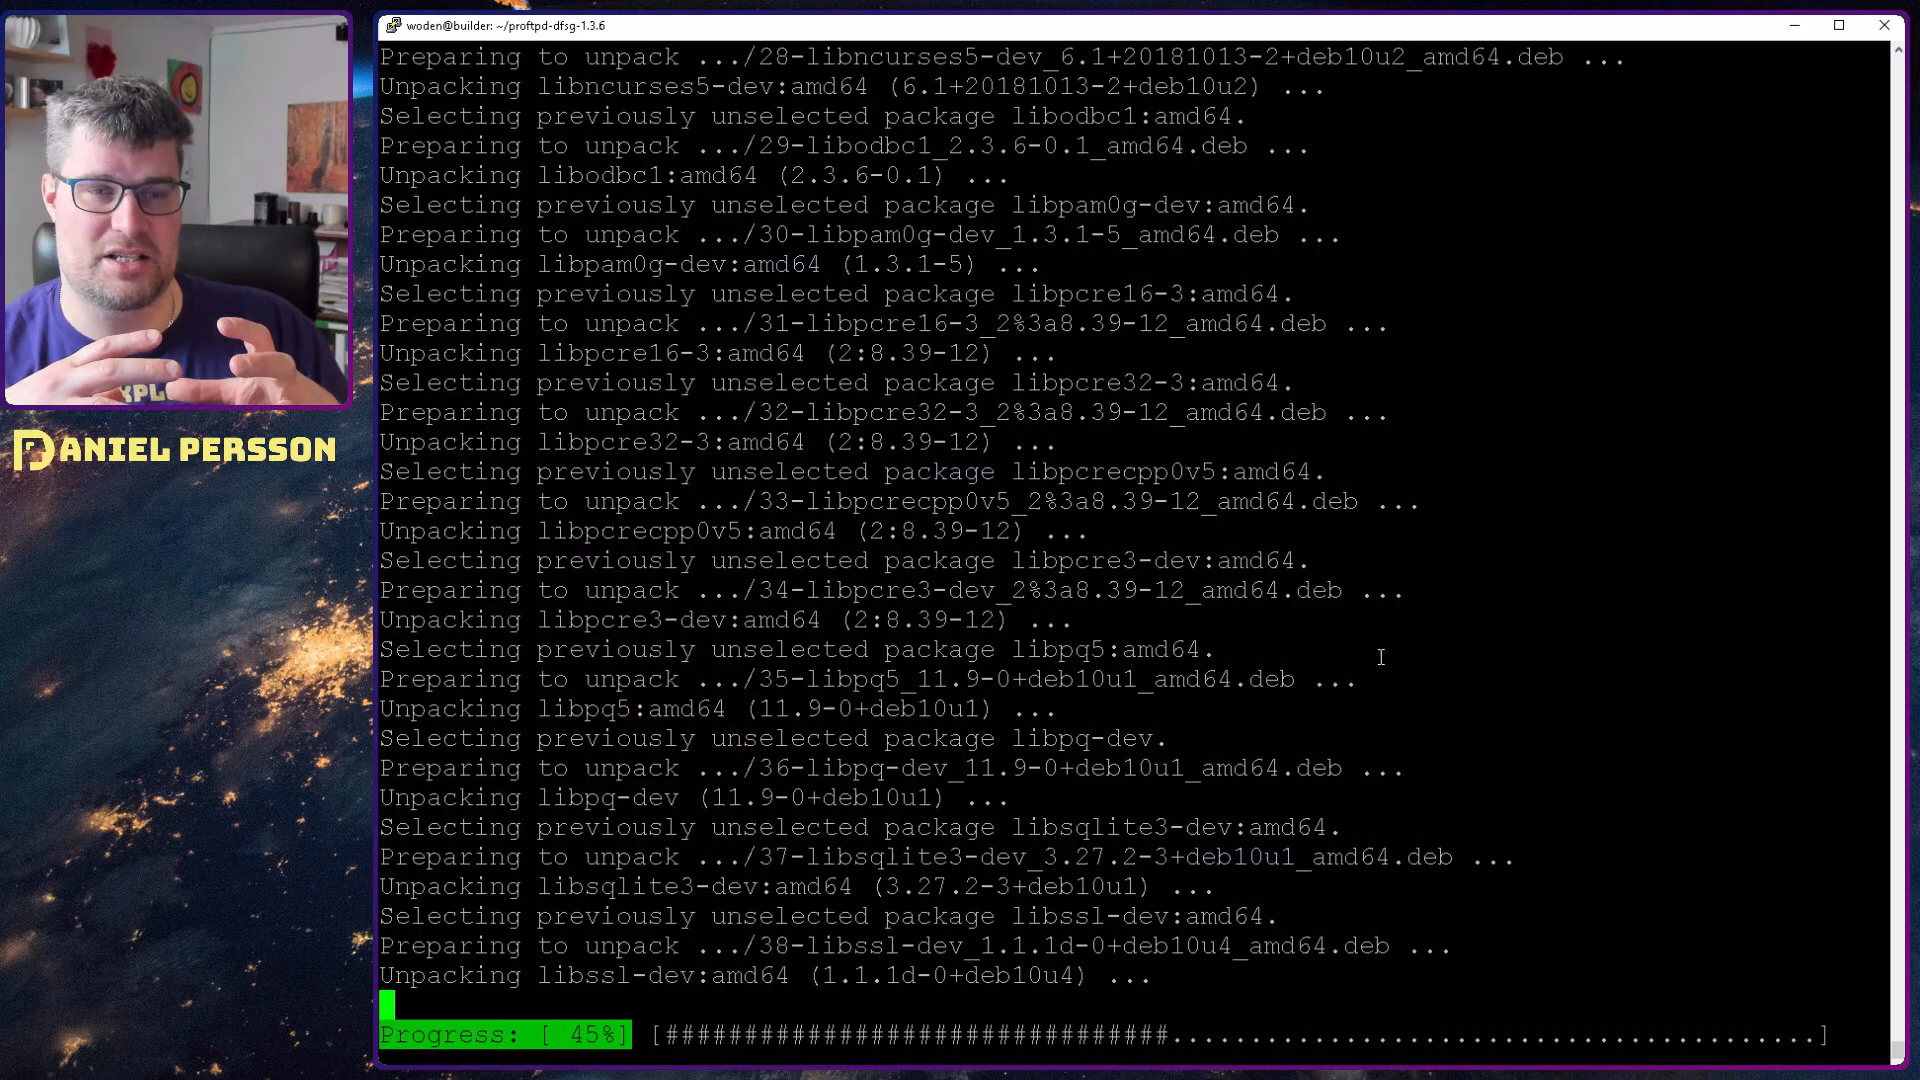 woden@builder: ~/proftpd-dfsg-1.3.6
Preparing to unpack .../28-libncurses5-dev_6.1+20181013-2+deb10u2_amd64.deb ...
Unpacking libncurses5-dev:amd64 (6.1+20181013-2+deb10u2) ...
Selecting previously unselected package libodbc1:amd64.
Preparing to unpack .../29-libodbc1_2.3.6-0.1_amd64.deb ...
Unpacking libodbc1:amd64 (2.3.6-0.1) ...
Selecting previously unselected package libpam0g-dev:amd64.
Preparing to unpack .../30-libpam0g-dev_1.3.1-5_amd64.deb ...
Unpacking libpam0g-dev:amd64 (1.3.1-5) ...
Selecting previously unselected package libpcre16-3:amd64.
Preparing to unpack .../31-libpcre16-3_2%3a8.39-12_amd64.deb ...
Unpacking libpcre16-3:amd64 (2:8.39-12) ...
Selecting previously unselected package libpcre32-3:amd64.
Preparing to unpack .../32-libpcre32-3_2%3a8.39-12_amd64.deb ...
Unpacking libpcre32-3:amd64 (2:8.39-12) ...
Selecting previously unselected package libpcrecpp0v5:amd64.
Preparing to unpack .../33-libpcrecpp0v5_2%3a8.39-12_amd64.deb ...
Unpacking libpcrecpp0v5:amd64 (2:8.39-12) ...
Selecting previously unselected package libpcre3-dev:amd64.
Preparing to unpack .../34-libpcre3-dev_2%3a8.39-12_amd64.deb ...
Unpacking libpcre3-dev:amd64 (2:8.39-12) ...
Selecting previously unselected package libpq5:amd64.
Preparing to unpack .../35-libpq5_11.9-0+deb10u1_amd64.deb ...
Unpacking libpq5:amd64 (11.9-0+deb10u1) ...
Selecting previously unselected package libpq-dev.
Preparing to unpack .../36-libpq-dev_11.9-0+deb10u1_amd64.deb ...
Unpacking libpq-dev (11.9-0+deb10u1) ...
Selecting previously unselected package libsqlite3-dev:amd64.
Preparing to unpack .../37-libsqlite3-dev_3.27.2-3+deb10u1_amd64.deb ...
Unpacking libsqlite3-dev:amd64 (3.27.2-3+deb10u1) ...
Selecting previously unselected package libssl-dev:amd64.
Preparing to unpack .../38-libssl-dev_1.1.1d-0+deb10u4_amd64.deb ...
Unpacking libssl-dev:amd64 (1.1.1d-0+deb10u4) ...
Progress: [ 45%] [################################.........................................]
DANIEL PERSSON